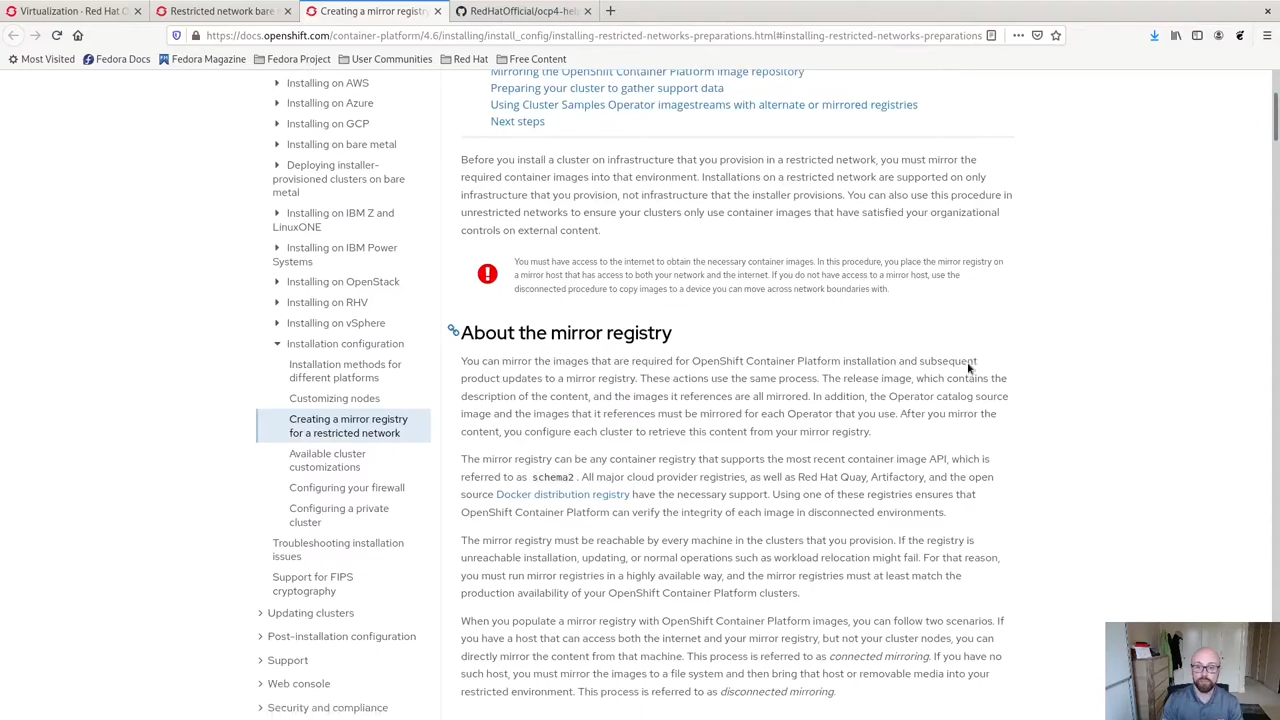 Virtualization - Red Hat O
Restricted network bare
Creating a mirror registry
RedHatOfficial/ocp4-help
https://docs.openshift.com/container-platform/4.6/installing/install_config/installing-restricted-networks-preparations.html#installing-restricted-networks-preparations
Most Visited
Fedora Docs
Fedora Magazine
Fedora Project
User Communities
Red Hat
Free Content
Installing on AWS
Installing on Azure
Installing on GCP
Installing on bare metal
Deploying installer-
provisioned clusters on bare
metal
Installing on IBM Z and
LinuxONE
Installing on IBM Power
Systems
Installing on OpenStack
Installing on RHV
Installing on vSphere
Installation configuration
Installation methods for
different platforms
Customizing nodes
Creating a mirror registry
for a restricted network
Available cluster
customizations
Configuring your firewall
Configuring a private
cluster
Troubleshooting installation
issues
Support for FIPS
cryptography
Updating clusters
Post-installation configuration
Support
Web console
Security and compliance
Mirroring the OpenShift Container Platform image repository
Preparing your cluster to gather support data
Using Cluster Samples Operator imagestreams with alternate or mirrored registries
Next steps
Before you install a cluster on infrastructure that you provision in a restricted network, you must mirror the
required container images into that environment. Installations on a restricted network are supported on only
infrastructure that you provision, not infrastructure that the installer provisions. You can also use this procedure in
unrestricted networks to ensure your clusters only use container images that have satisfied your organizational
controls on external content.
You must have access to the internet to obtain the necessary container images. In this procedure, you place the mirror registry on
a mirror host that has access to both your network and the internet. If you do not have access to a mirror host, use the
disconnected procedure to copy images to a device you can move across network boundaries with.
About the mirror registry
You can mirror the images that are required for OpenShift Container Platform installation and subsequent
product updates to a mirror registry. These actions use the same process. The release image, which contains the
description of the content, and the images it references are all mirrored. In addition, the Operator catalog source
image and the images that it references must be mirrored for each Operator that you use. After you mirror the
content, you configure each cluster to retrieve this content from your mirror registry.
The mirror registry can be any container registry that supports the most recent container image API, which is
referred to as schema2. All major cloud provider registries, as well as Red Hat Quay, Artifactory, and the open
source Docker distribution registry have the necessary support. Using one of these registries ensures that
OpenShift Container Platform can verify the integrity of each image in disconnected environments.
The mirror registry must be reachable by every machine in the clusters that you provision. If the registry is
unreachable installation, updating, or normal operations such as workload relocation might fail. For that reason,
you must run mirror registries in a highly available way, and the mirror registries must at least match the
production availability of your OpenShift Container Platform clusters.
When you populate a mirror registry with OpenShift Container Platform images, you can follow two scenarios. If
you have a host that can access both the internet and your mirror registry, but not your cluster nodes, you can
directly mirror the content from that machine. This process is referred to as connected mirroring. If you have no
such host, you must mirror the images to a file system and then bring that host or removable media into your
restricted environment. This process is referred to as disconnected mirroring.